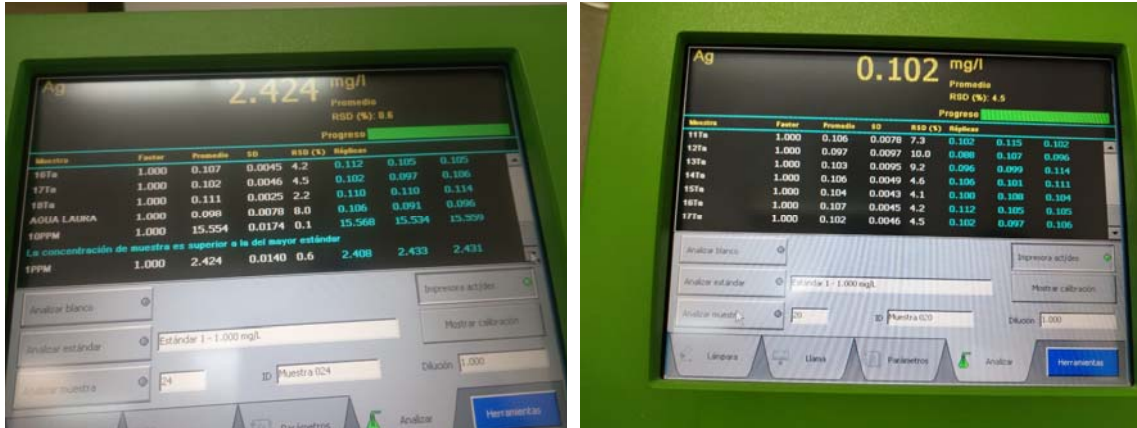 Ag
2.424 mg/l
Promedio
RSD (%): 8.6
Progreso
Muestra Factor Promedio SD RSD (%) Réplicas
16Ta 1.000 0.107 0.0045 4.2 0.112 0.105 0.105
17Ta 1.000 0.102 0.0046 4.5 0.102 0.097 0.106
18Ta 1.000 0.111 0.0025 2.2 0.110 0.110 0.114
AGUA LAURA 1.000 0.098 0.0078 8.0 0.106 0.091 0.096
10PPM 1.000 15.554 0.0174 0.1 15.568 15.534 15.559
La concentración de muestra es superior a la del mayor estándar
1PPM 1.000 2.424 0.0140 0.6 2.408 2.433 2.431
Analizar blanco
Impresora act/des
Analizar estándar
Estándar 1 - 1.000 mg/L
Mostrar calibración
Analizar muestra
24
ID Muestra 024
Dilución 1.000
Parámetros
Analizar
Herramientas
Ag
0.102 mg/l
Promedio
RSD (%): 4.5
Progreso
Muestra Factor Promedio SD RSD (%) Réplicas
11Ta 1.000 0.106 0.0078 7.3 0.102 0.115 0.102
12Ta 1.000 0.097 0.0097 10.0 0.088 0.107 0.096
13Ta 1.000 0.103 0.0095 9.2 0.096 0.099 0.114
14Ta 1.000 0.106 0.0049 4.6 0.106 0.101 0.111
15Ta 1.000 0.104 0.0043 4.1 0.100 0.108 0.104
16Ta 1.000 0.107 0.0045 4.2 0.112 0.105 0.105
17Ta 1.000 0.102 0.0046 4.5 0.102 0.097 0.106
Analizar blanco
Impresora act/des
Analizar estándar
Estándar 1 - 1.000 mg/L
Mostrar calibración
Analizar muestra
20
ID Muestra 020
Dilución 1.000
Lámpara
Llama
Parámetros
Analizar
Herramientas